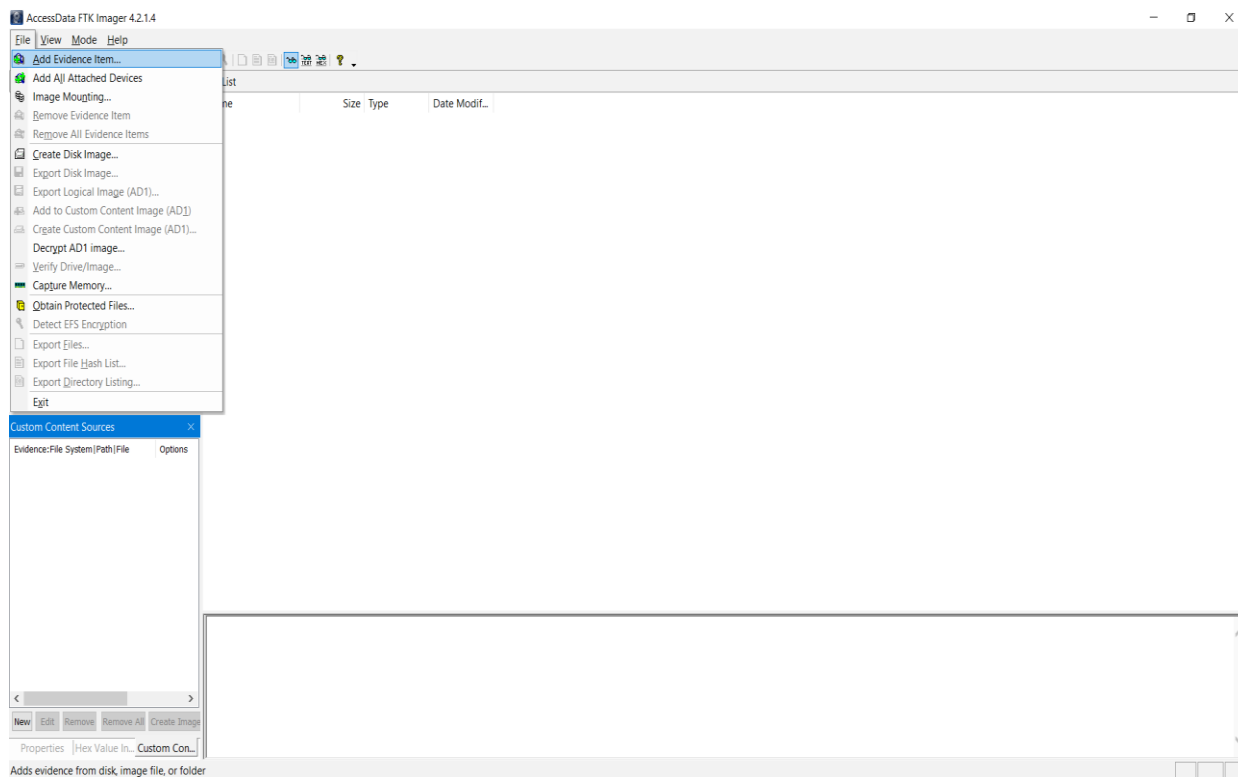 AccessData FTK Imager 4.2.1.4
File View Mode Help
Add Evidence Item...
Add All Attached Devices
List
Image Mounting...
me Size Type Date Modif...
Remove Evidence Item
Remove All Evidence Items
Create Disk Image...
Export Disk Image...
Export Logical Image (AD1)...
Add to Custom Content Image (AD1)
Create Custom Content Image (AD1)...
Decrypt AD1 image...
Verify Drive/Image...
Capture Memory...
Obtain Protected Files...
Detect EFS Encryption
Export Files...
Export File Hash List...
Export Directory Listing...
Exit
Custom Content Sources
Evidence:File System|Path|File Options
New Edit Remove Remove All Create Image
Properties Hex Value In... Custom Con...
Adds evidence from disk, image file, or folder